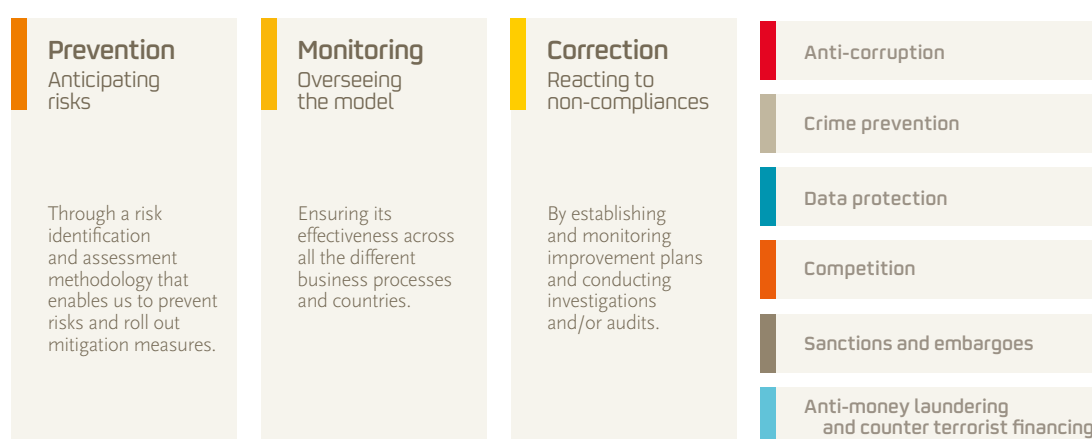 Prevention
Anticipating
risks
Through a risk
identification
and assessment
methodology that
enables us to prevent
risks and roll out
mitigation measures.
Monitoring
Overseeing
the model
Ensuring its
effectiveness across
all the different
business processes
and countries.
Correction
Reacting to
non-compliances
By establishing
and monitoring
improvement plans
and conducting
investigations
and/or audits.
Anti-corruption
Crime prevention
Data protection
Competition
Sanctions and embargoes
Anti-money laundering
and counter terrorist financing